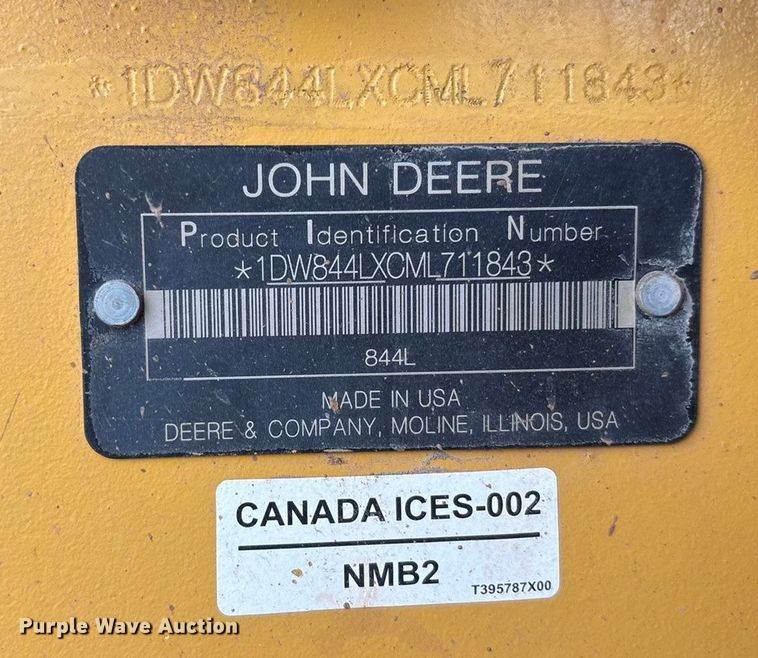 *1DW844LXCML711843*
JOHN DEERE
Product Identification Number
*1DW844LXCML711843*
844L
MADE IN USA
DEERE & COMPANY, MOLINE, ILLINOIS, USA
CANADA ICES-002
NMB2
T395787X00
Purple Wave Auction